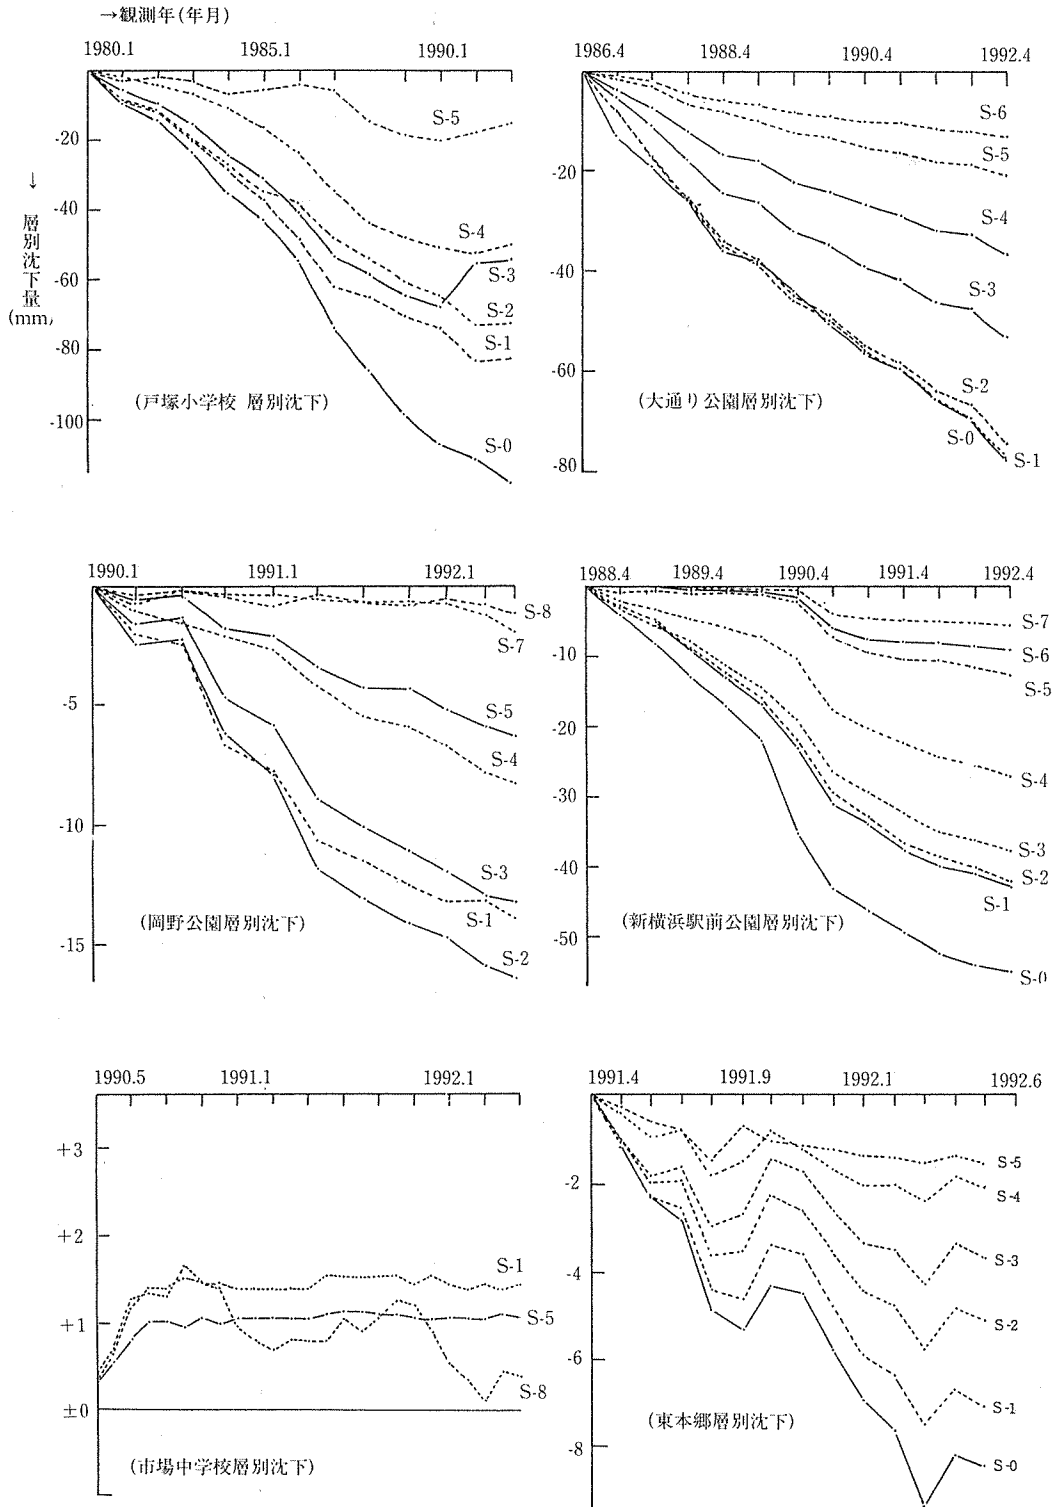 →観測年(年月)
1980.1 1985.1 1990.1
-20
-40
-60
-80
-100
↓ 層別沈下量 (mm)
S-5
S-4
S-3
S-2
S-1
S-0
(戸塚小学校 層別沈下)
1986.4 1988.4 1990.4 1992.4
-20
-40
-60
-80
S-6
S-5
S-4
S-3
S-2
S-0
S-1
(大通り公園層別沈下)
1990.1 1991.1 1992.1
-5
-10
-15
S-8
S-7
S-5
S-4
S-3
S-1
S-2
(岡野公園層別沈下)
1988.4 1989.4 1990.4 1991.4 1992.4
-10
-20
-30
-40
-50
S-7
S-6
S-5
S-4
S-3
S-2
S-1
S-0
(新横浜駅前公園層別沈下)
1990.5 1991.1 1992.1
+3
+2
+1
±0
S-1
S-5
S-8
(市場中学校層別沈下)
1991.4 1991.9 1992.1 1992.6
-2
-4
-6
-8
S-5
S-4
S-3
S-2
S-1
S-0
(東本郷層別沈下)